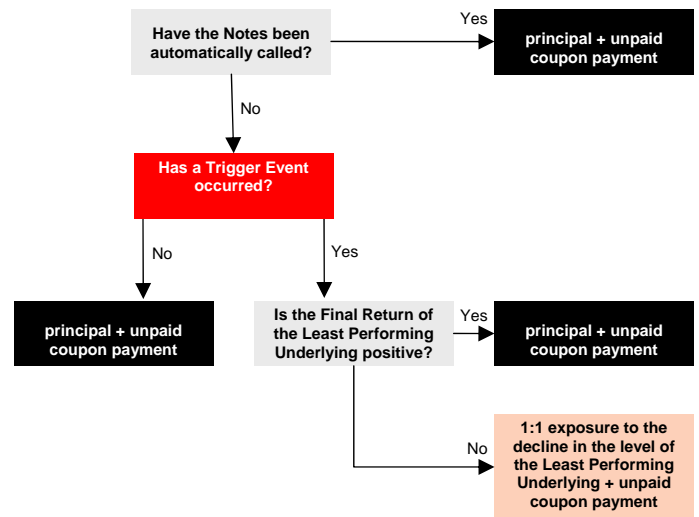 Have the Notes been
automatically called?
Yes
principal + unpaid
coupon payment
No
Has a Trigger Event
occurred?
No
Yes
principal + unpaid
coupon payment
Is the Final Return of
the Least Performing
Underlying positive?
Yes
principal + unpaid
coupon payment
No
1:1 exposure to the
decline in the level of
the Least Performing
Underlying + unpaid
coupon payment